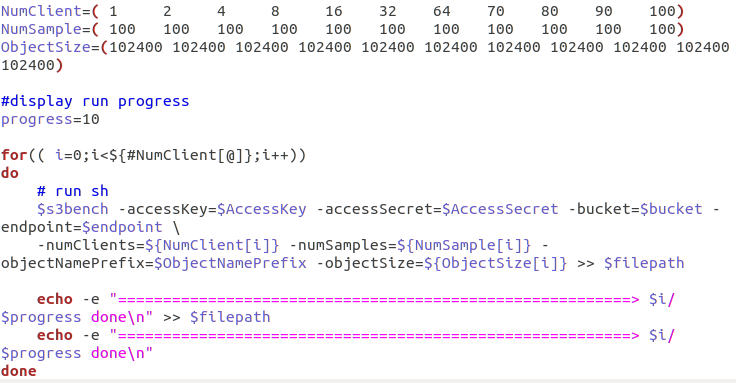 NumClient=( 1 2 4 8 16 32 64 70 80 90 100)
NumSample=( 100 100 100 100 100 100 100 100 100 100 100)
ObjectSize=(102400 102400 102400 102400 102400 102400 102400 102400 102400 102400
102400)
#display run progress
progress=10
for(( i=0;i<${#NumClient[@]};i++))
do
# run sh
$s3bench -accessKey=$AccessKey -accessSecret=$AccessSecret -bucket=$bucket -
endpoint=$endpoint \
-numClients=${NumClient[i]} -numSamples=${NumSample[i]} -
objectNamePrefix=$ObjectNamePrefix -objectSize=${ObjectSize[i]} >> $filepath
echo -e "=========================================================> $i/
$progress done\n" >> $filepath
echo -e "=========================================================> $i/
$progress done\n"
done